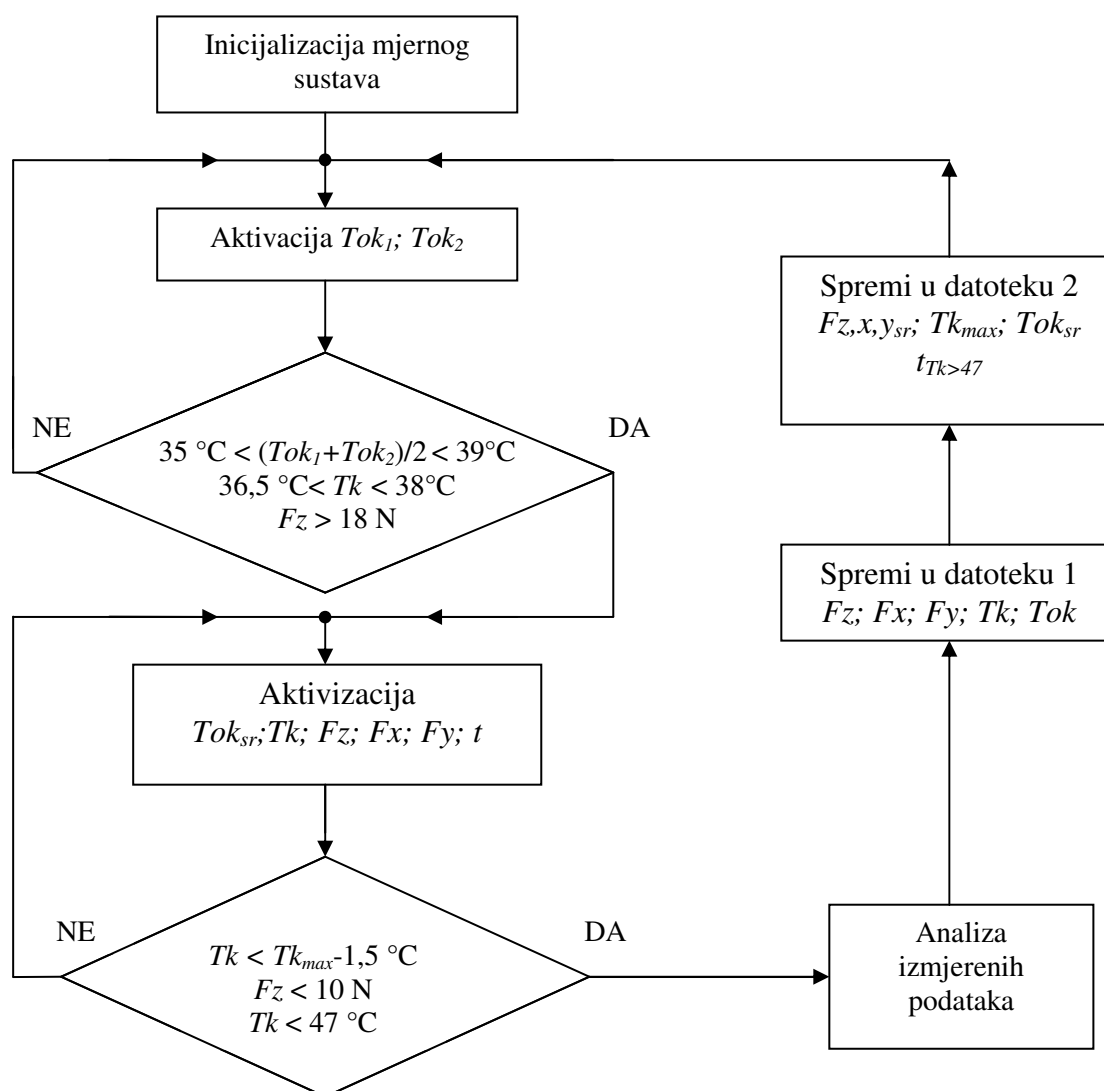 Inicijalizacija mjernog
sustava
Aktivacija Tok₁; Tok₂
NE
DA
35 °C < (Tok₁+Tok₂)/2 < 39°C
36,5 °C< Tk < 38°C
Fz > 18 N
Aktivizacija
Tokₛᵣ;Tk; Fz; Fx; Fy; t
NE
DA
Tk < Tkₘₐₓ-1,5 °C
Fz < 10 N
Tk < 47 °C
Analiza
izmjerenih
podataka
Spremi u datoteku 1
Fz; Fx; Fy; Tk; Tok
Spremi u datoteku 2
Fz,x,yₛᵣ; Tkₘₐₓ; Tokₛᵣ
t_Tk>47